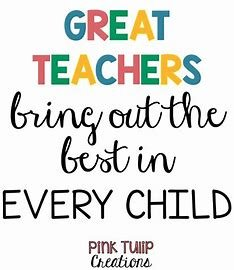 GREAT
TEACHERS
bring out the
best in
EVERY CHILD
PINK TULIP
Creations